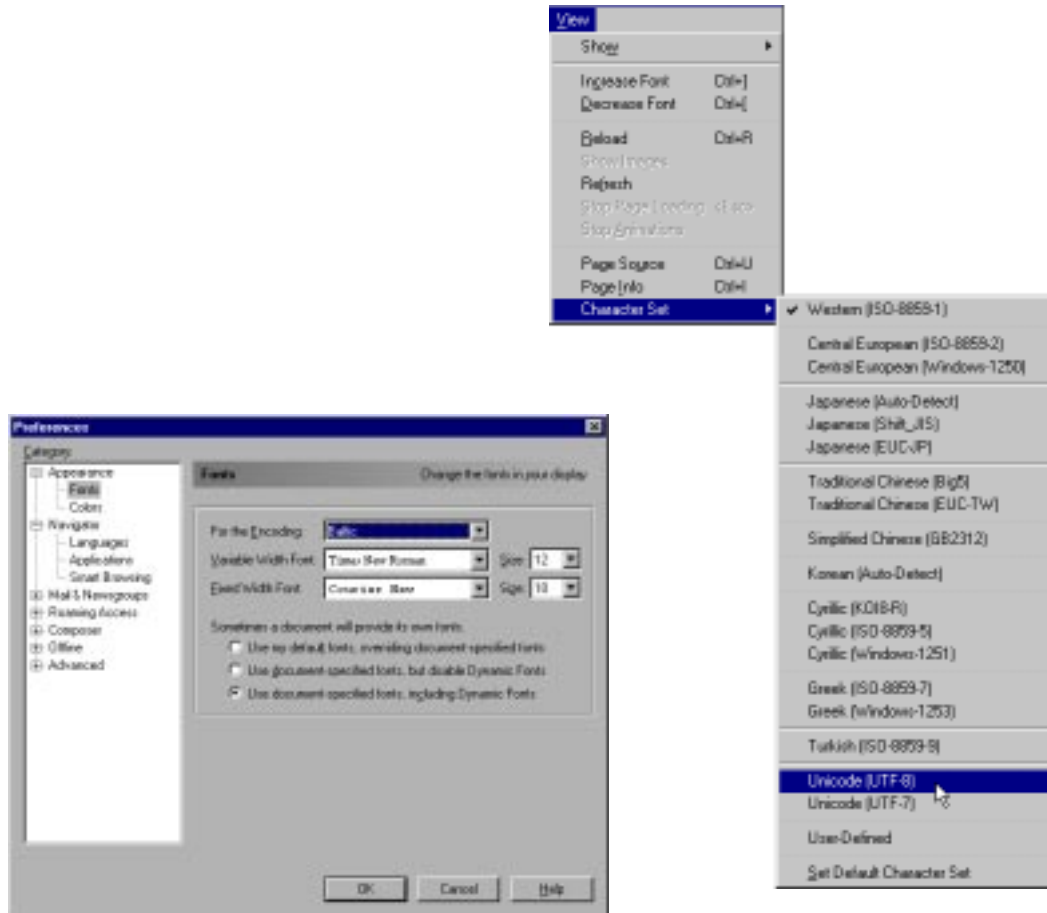 View
Show
Increase Font Ctrl+]
Decrease Font Ctrl+[
Reload Ctrl+R
Show Images
Refresh
Stop Page Loading
Stop Animations
Page Source Ctrl+U
Page Info Ctrl+I
Character Set
Western (ISO-8859-1)
Central European (ISO-8859-2)
Central European (Windows-1250)
Japanese (Auto-Detect)
Japanese (Shift_JIS)
Japanese (EUC-JP)
Traditional Chinese (Big5)
Traditional Chinese (EUC-TW)
Simplified Chinese (GB2312)
Korean (Auto-Detect)
Cyrillic (KOI8-R)
Cyrillic (ISO-8859-5)
Cyrillic (Windows-1251)
Greek (ISO-8859-7)
Greek (Windows-1253)
Turkish (ISO-8859-9)
Unicode (UTF-8)
Unicode (UTF-7)
User-Defined
Set Default Character Set
Preferences
Category:
Appearance
Fonts
Colors
Navigator
Languages
Applications
Smart Browsing
Mail & Newsgroups
Roaming Access
Composer
Offline
Advanced
Fonts Change the fonts in your display
For the Encoding: Baltic
Variable Width Font: Times New Roman Size: 12
Fixed Width Font: Courier New Size: 10
Sometimes a document will provide its own fonts.
Use my default fonts, overriding document-specified fonts
Use document-specified fonts, but disable Dynamic Fonts
Use document-specified fonts, including Dynamic Fonts
OK Cancel Help